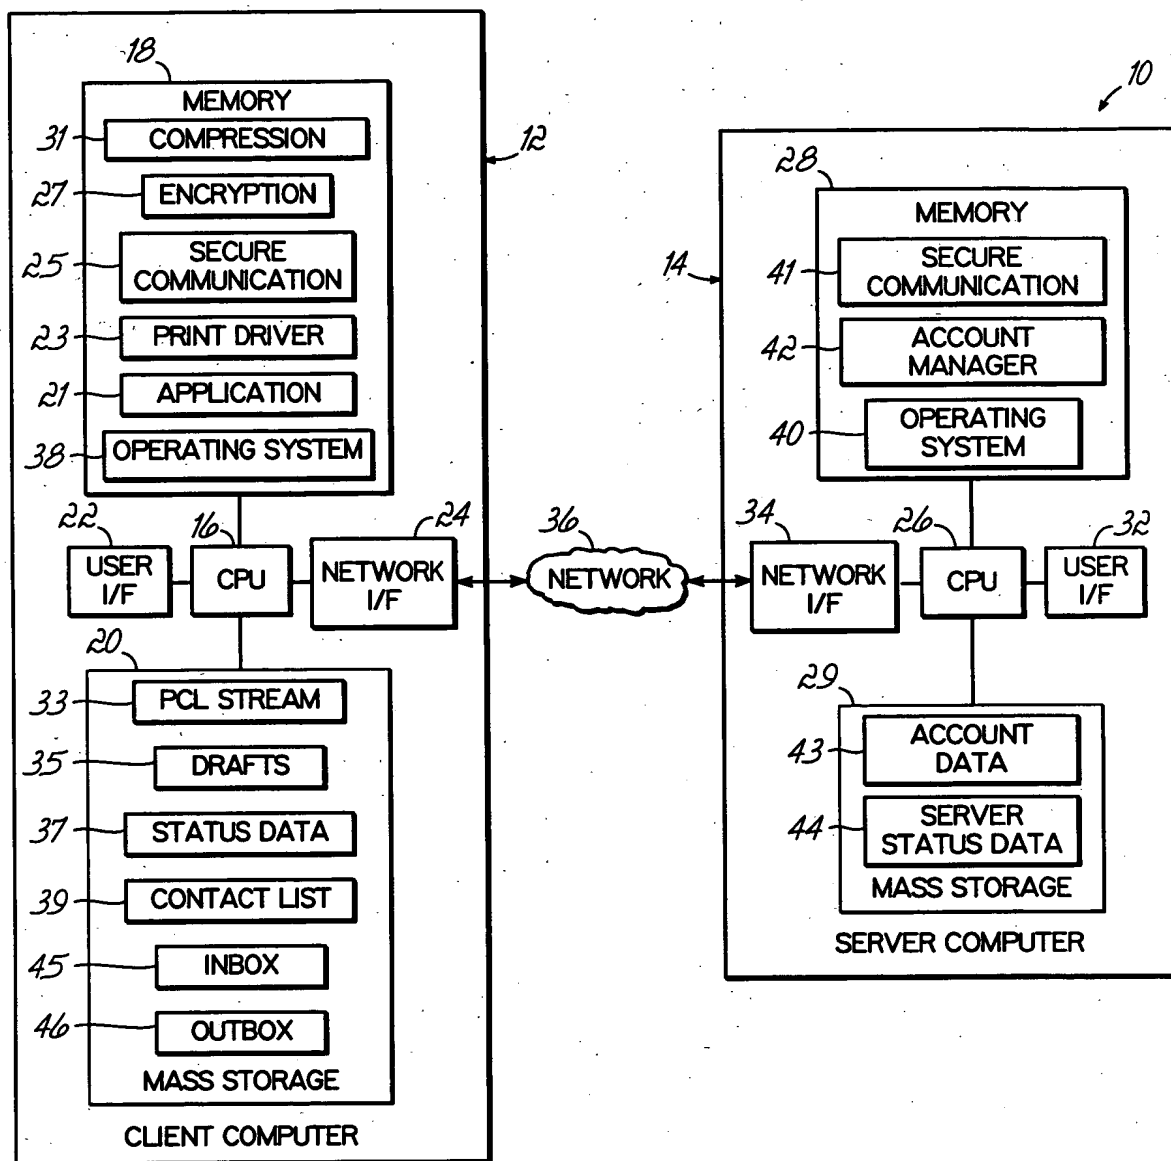 18
MEMORY
31 COMPRESSION
27 ENCRYPTION
25 SECURE
COMMUNICATION
23 PRINT DRIVER
21 APPLICATION
38 OPERATING SYSTEM
12
22
USER
I/F
16
CPU
24
NETWORK
I/F
20
33 PCL STREAM
35 DRAFTS
37 STATUS DATA
39 CONTACT LIST
45 INBOX
46 OUTBOX
MASS STORAGE
CLIENT COMPUTER
36
NETWORK
10
14
28
MEMORY
41 SECURE
COMMUNICATION
42 ACCOUNT
MANAGER
40 OPERATING
SYSTEM
34
NETWORK
I/F
26
CPU
32
USER
I/F
29
43 ACCOUNT
DATA
44 SERVER
STATUS DATA
MASS STORAGE
SERVER COMPUTER